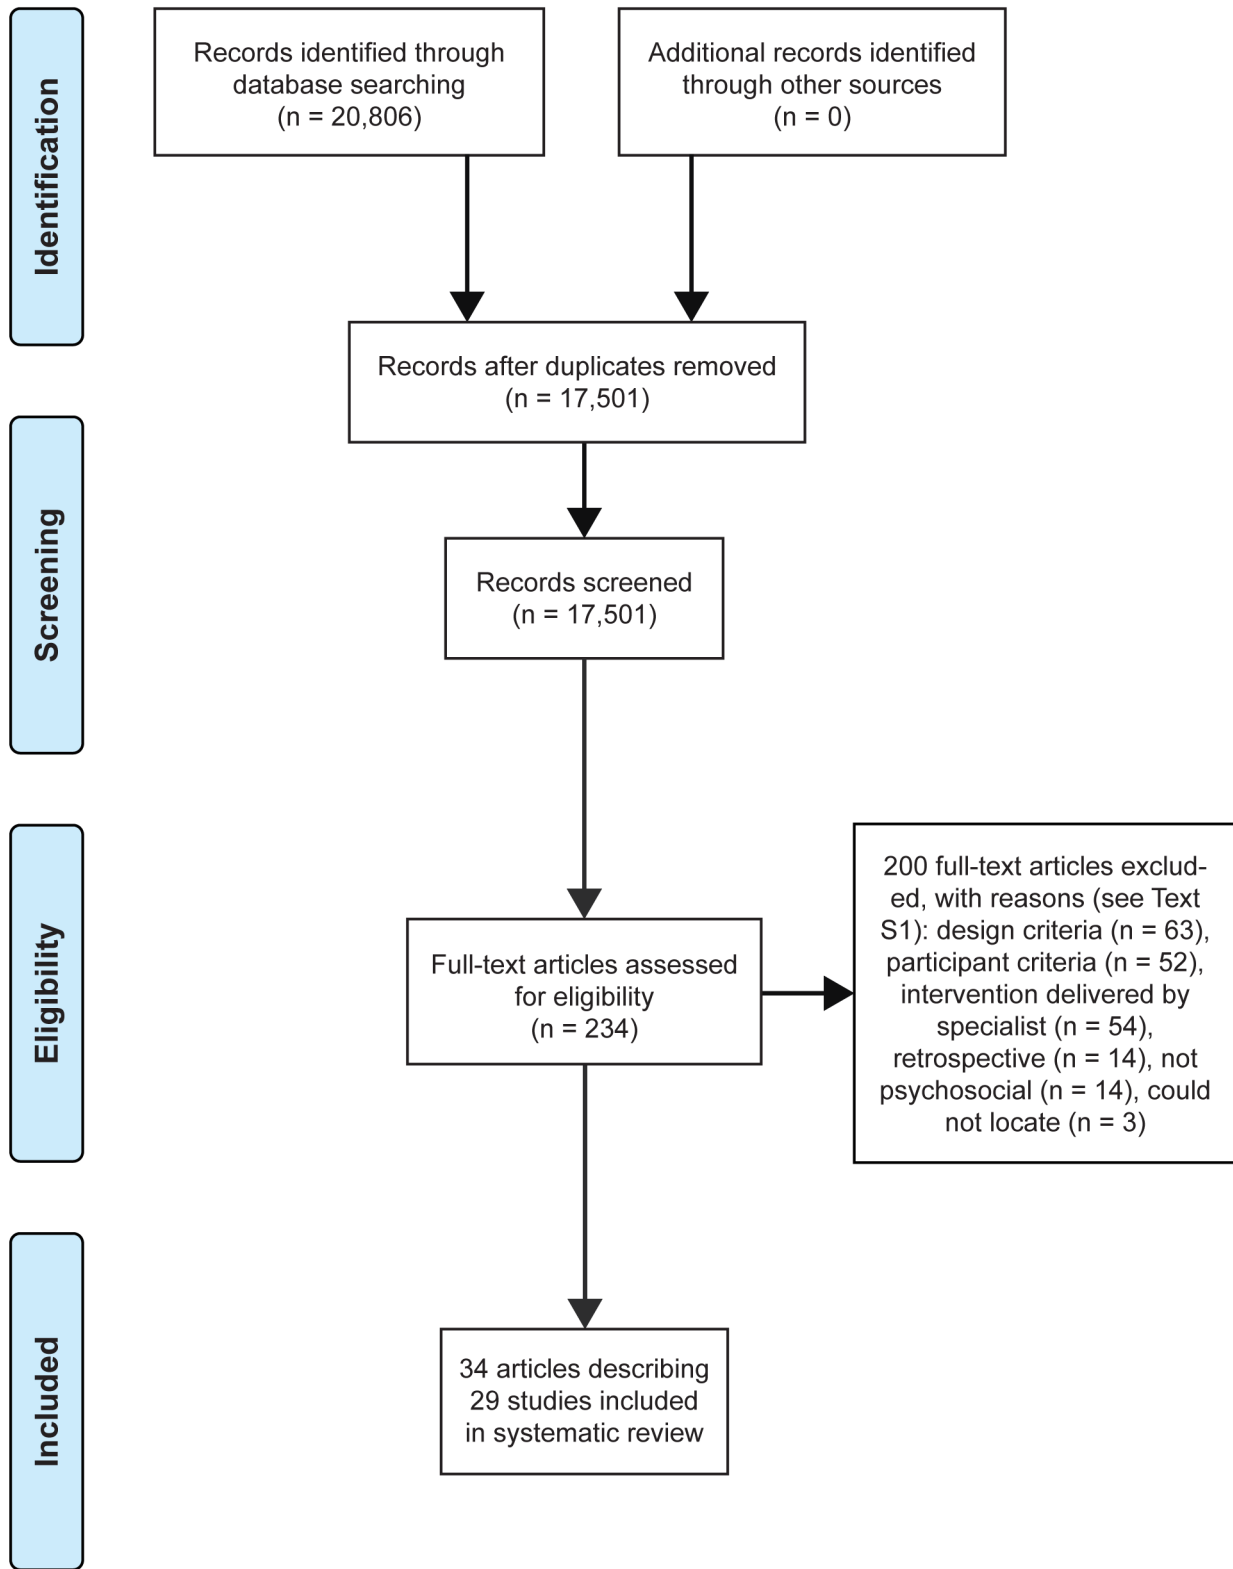 Identification
Records identified through
database searching
(n = 20,806)
Additional records identified
through other sources
(n = 0)
Records after duplicates removed
(n = 17,501)
Screening
Records screened
(n = 17,501)
Eligibility
Full-text articles assessed
for eligibility
(n = 234)
200 full-text articles exclud-
ed, with reasons (see Text
S1): design criteria (n = 63),
participant criteria (n = 52),
intervention delivered by
specialist (n = 54),
retrospective (n = 14), not
psychosocial (n = 14), could
not locate (n = 3)
Included
34 articles describing
29 studies included
in systematic review